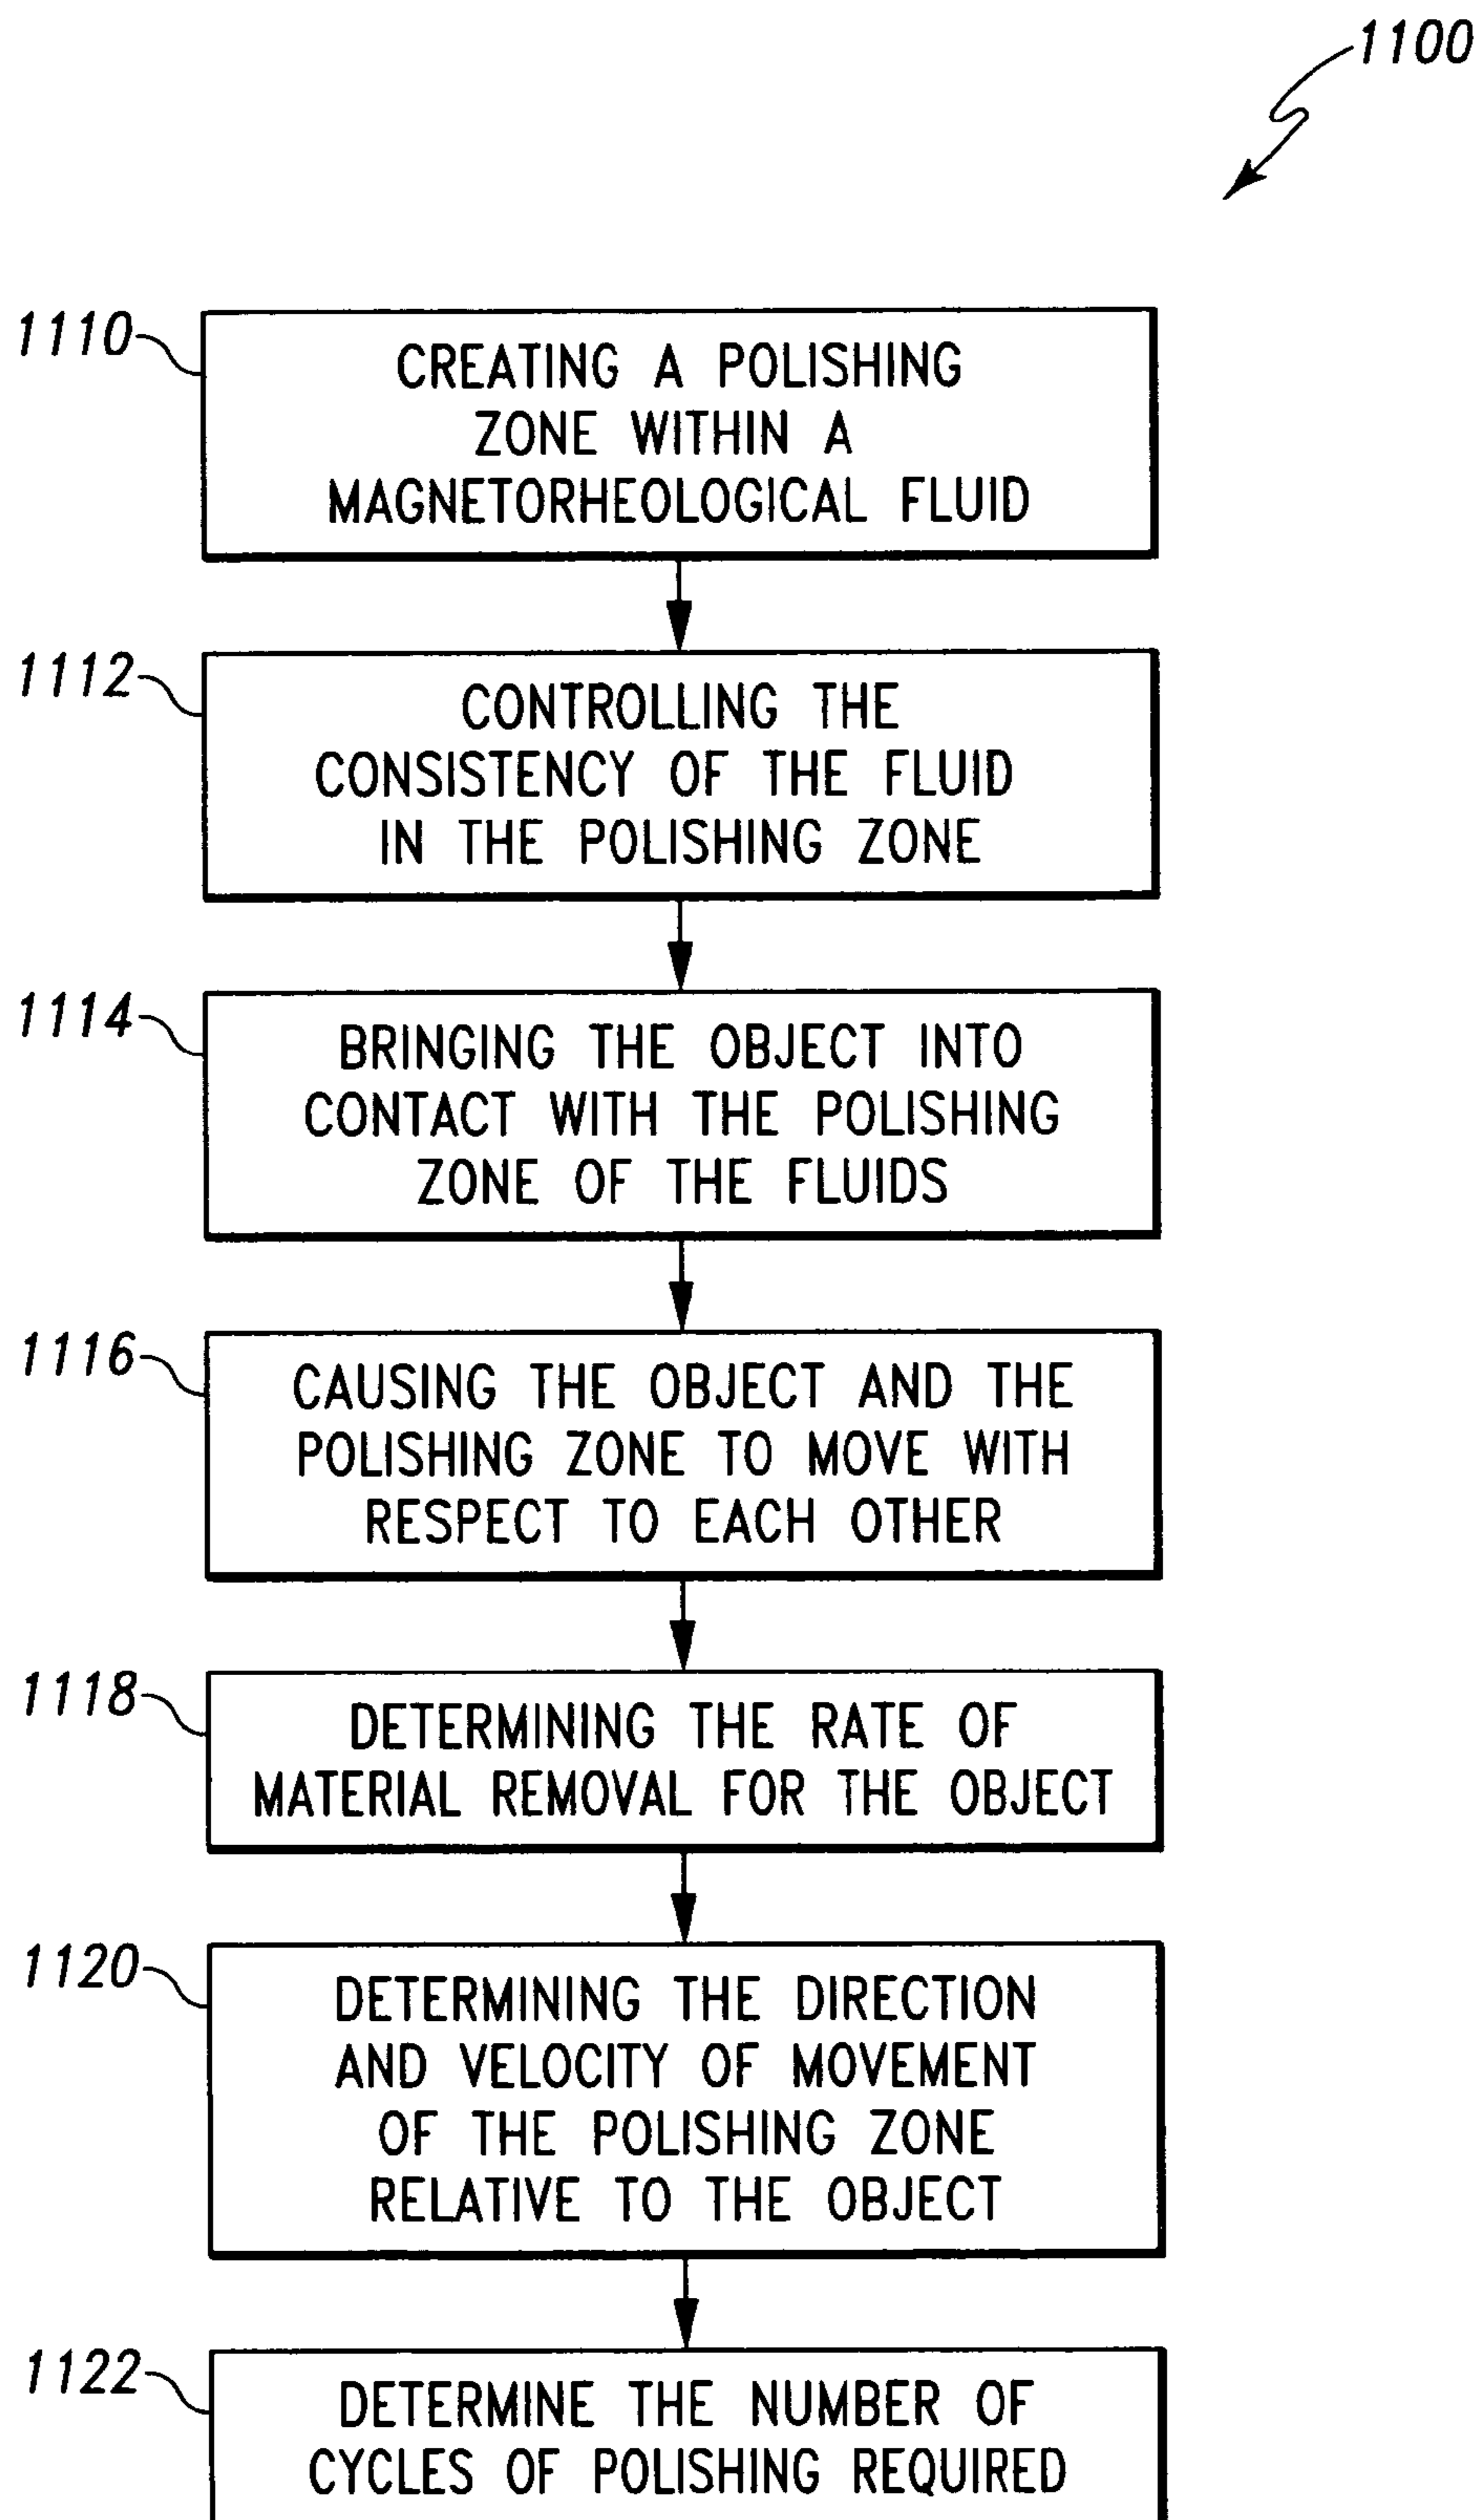 1100
1110
CREATING A POLISHING
ZONE WITHIN A
MAGNETORHEOLOGICAL FLUID
1112
CONTROLLING THE
CONSISTENCY OF THE FLUID
IN THE POLISHING ZONE
1114
BRINGING THE OBJECT INTO
CONTACT WITH THE POLISHING
ZONE OF THE FLUIDS
1116
CAUSING THE OBJECT AND THE
POLISHING ZONE TO MOVE WITH
RESPECT TO EACH OTHER
1118
DETERMINING THE RATE OF
MATERIAL REMOVAL FOR THE OBJECT
1120
DETERMINING THE DIRECTION
AND VELOCITY OF MOVEMENT
OF THE POLISHING ZONE
RELATIVE TO THE OBJECT
1122
DETERMINE THE NUMBER OF
CYCLES OF POLISHING REQUIRED